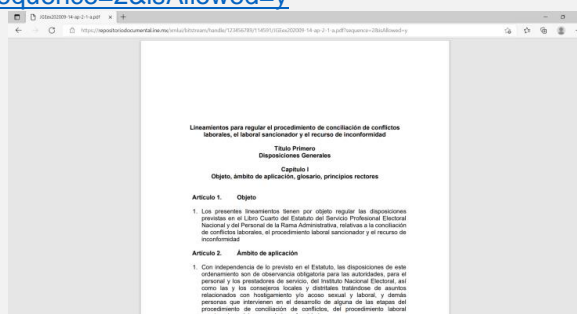 equence=2&isAllowed=y
JGEex202009-14-ap-2-1-a.pdf
Lineamientos para regular el procedimiento de conciliación de conflictos
laborales, el laboral sancionador y el recurso de inconformidad
Título Primero
Disposiciones Generales
Capítulo I
Objeto, ámbito de aplicación, glosario, principios rectores
Artículo 1. Objeto
1. Los presentes lineamientos tienen por objeto regular las disposiciones
previstas en el Libro Cuarto del Estatuto del Servicio Profesional Electoral
Nacional y del Personal de la Rama Administrativa, relativas a la conciliación
de conflictos laborales, el procedimiento laboral sancionador y el recurso de
inconformidad
Artículo 2. Ámbito de aplicación
1. Con independencia de lo previsto en el Estatuto, las disposiciones de este
ordenamiento son de observancia obligatoria para las autoridades, para el
personal y los prestadores de servicio, del Instituto Nacional Electoral, así
como las y los consejeros locales y distritales tratándose de asuntos
relacionados con hostigamiento y/o acoso sexual y laboral, y demás
personas que intervienen en el desarrollo de alguna de las etapas del
procedimiento de conciliación de conflictos, del procedimiento laboral